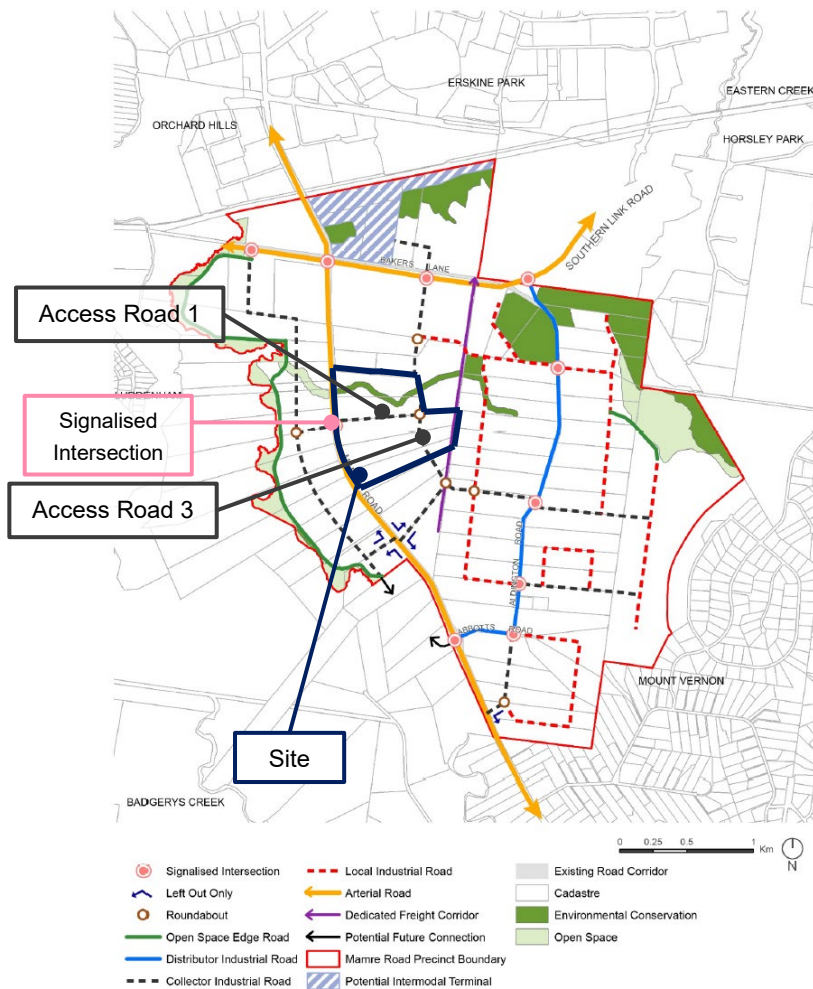 ERSKINE PARK
EASTERN CREEK
ORCHARD HILLS
HORSLEY PARK
SOUTHERN LINK ROAD
BAKERS LANE
Access Road 1
Signalised
Intersection
Access Road 3
ROAD
ALDINGTON ROAD
ABBOTTS ROAD
MOUNT VERNON
Site
BADGERYS CREEK
0 0.25 0.5 1
Km
N
Signalised Intersection
Local Industrial Road
Existing Road Corridor
Left Out Only
Arterial Road
Cadastre
Roundabout
Dedicated Freight Corridor
Environmental Conservation
Open Space Edge Road
Potential Future Connection
Open Space
Distributor Industrial Road
Mamre Road Precinct Boundary
Collector Industrial Road
Potential Intermodal Terminal